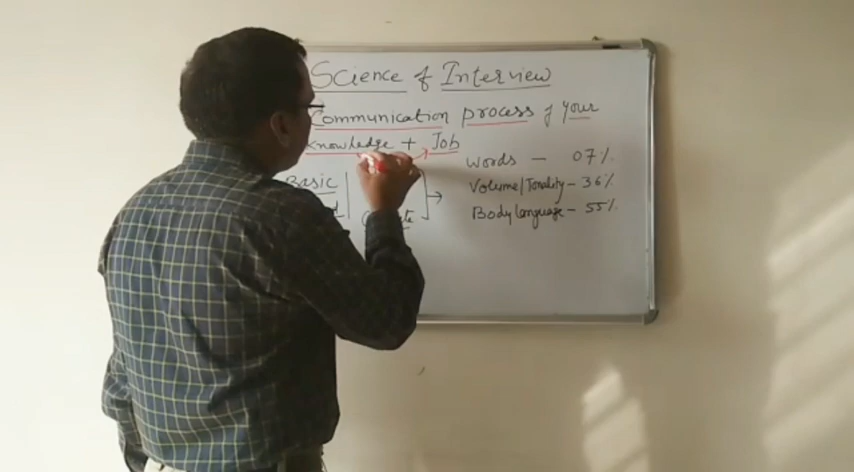 Science of Interview
Communication process of your
Knowledge + Job
Basic
words - 07%
Volume/Tonality - 36%
Body language - 55%